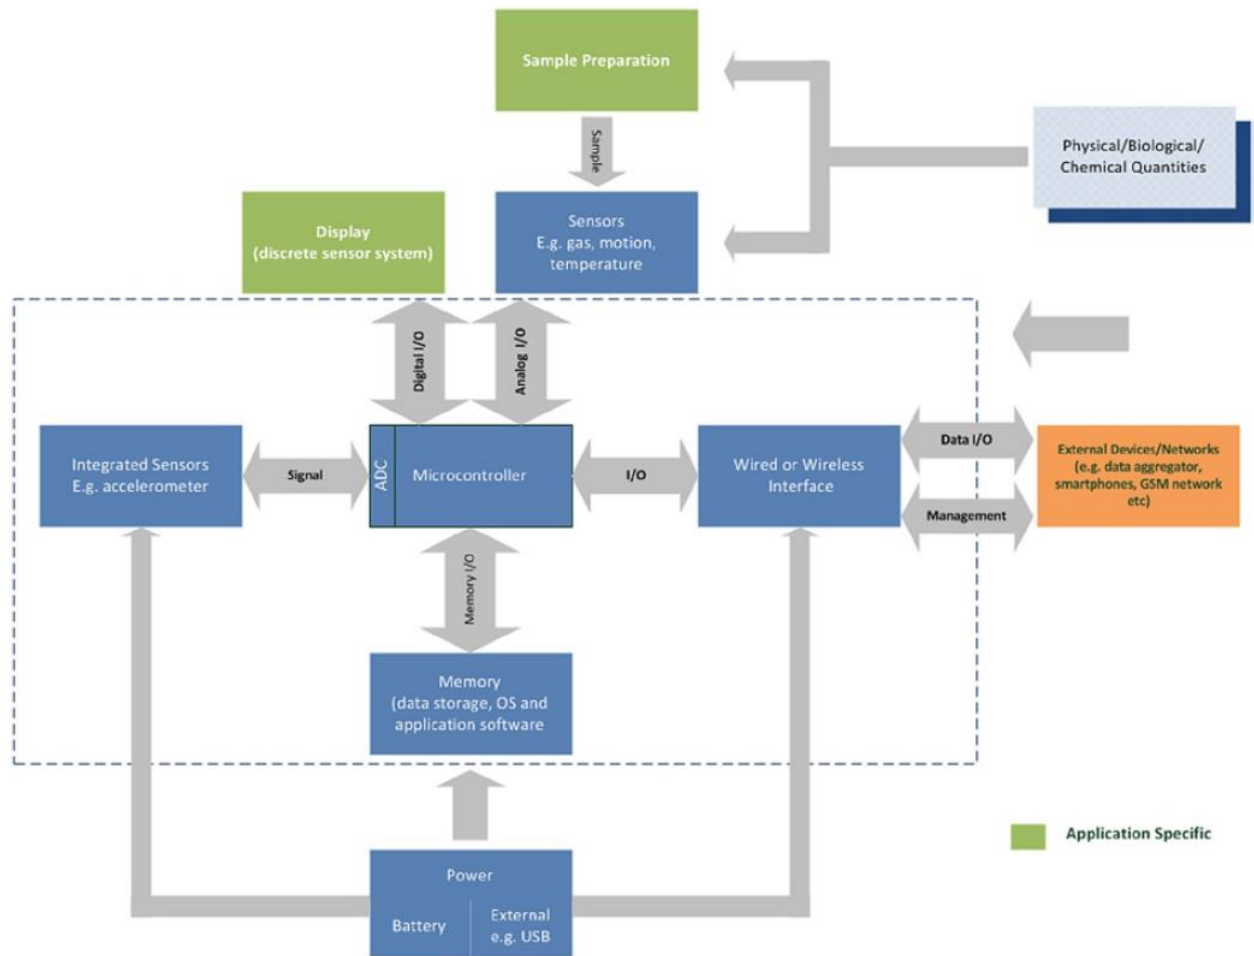 Sample Preparation
Sample
Physical/Biological/
Chemical Quantities
Display
(discrete sensor system)
Sensors
E.g. gas, motion,
temperature
Digital I/O
Analog I/O
Integrated Sensors
E.g. accelerometer
Signal
ADC
Microcontroller
I/O
Wired or Wireless
Interface
Data I/O
Management
External Devices/Networks
(e.g. data aggregator,
smartphones, GSM network
etc)
Memory I/O
Memory
(data storage, OS and
application software
Power
Battery
External
e.g. USB
Application Specific